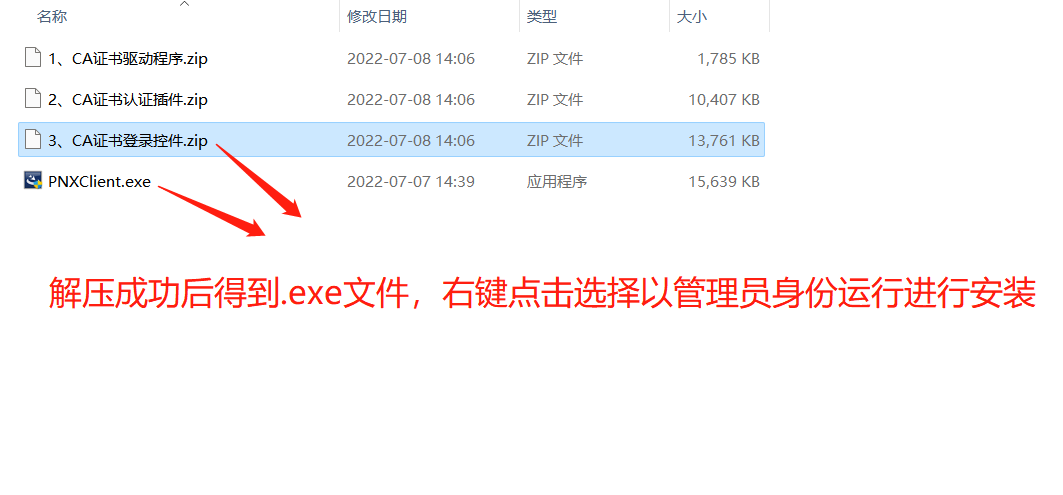 名称 修改日期 类型 大小
1、CA证书驱动程序.zip 2022-07-08 14:06 ZIP 文件 1,785 KB
2、CA证书认证插件.zip 2022-07-08 14:06 ZIP 文件 10,407 KB
3、CA证书登录控件.zip 2022-07-08 14:06 ZIP 文件 13,761 KB
PNXClient.exe 2022-07-07 14:39 应用程序 15,639 KB
解压成功后得到.exe文件，右键点击选择以管理员身份运行进行安装